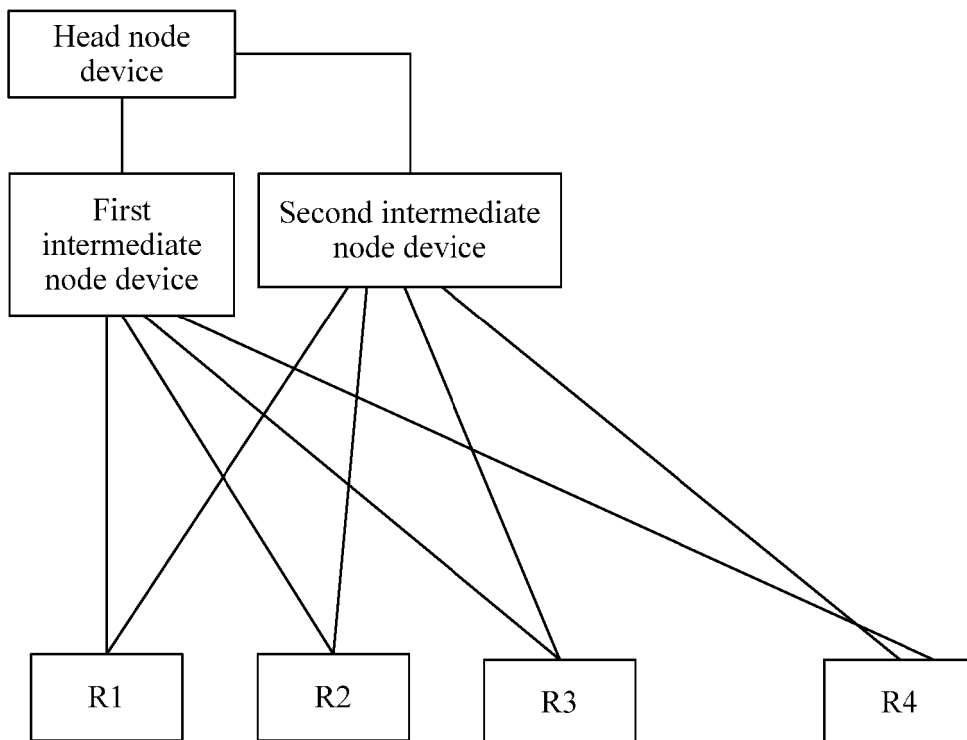 Head node
device
First
intermediate
node device
Second intermediate
node device
R1
R2
R3
R4